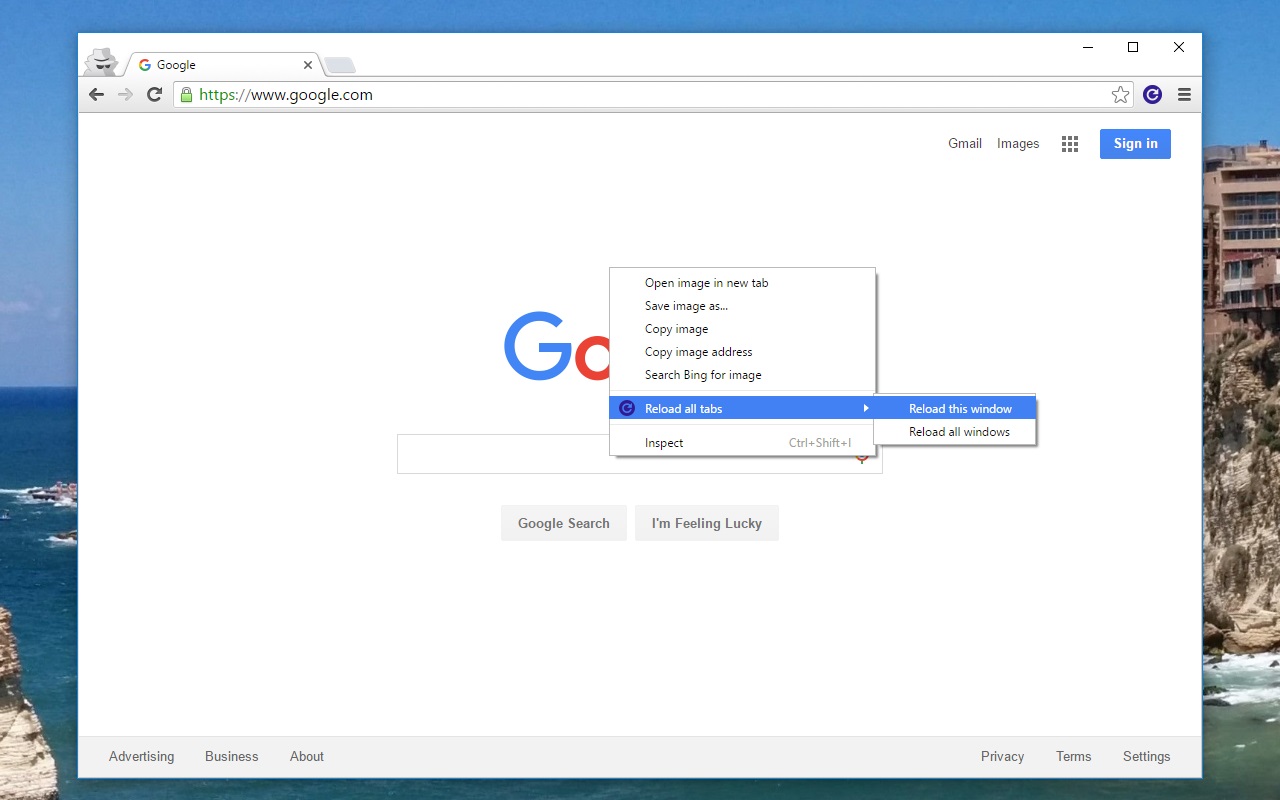 Google
https://www.google.com
Gmail Images Sign in
Open image in new tab
Save image as...
Copy image
Copy image address
Search Bing for image
Go
Reload all tabs
Reload this window
Reload all windows
Inspect Ctrl+Shift+I
Google Search I'm Feeling Lucky
Advertising Business About Privacy Terms Settings